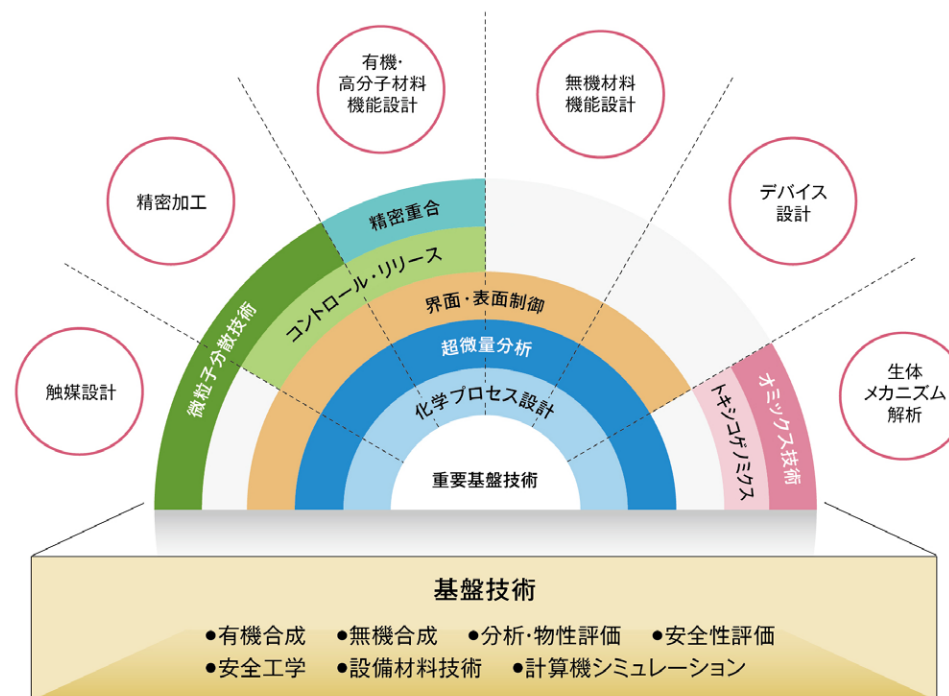 有機・
高分子材料
機能設計
無機材料
機能設計
精密加工
デバイス
設計
触媒設計
生体
メカニズム
解析
精密重合
コントロール・リリース
微粒子分散技術
界面・表面制御
超微量分析
化学プロセス設計
オミックス技術
トキシコゲノミクス
重要基盤技術
基盤技術
●有機合成 ●無機合成 ●分析・物性評価 ●安全性評価
●安全工学 ●設備材料技術 ●計算機シミュレーション